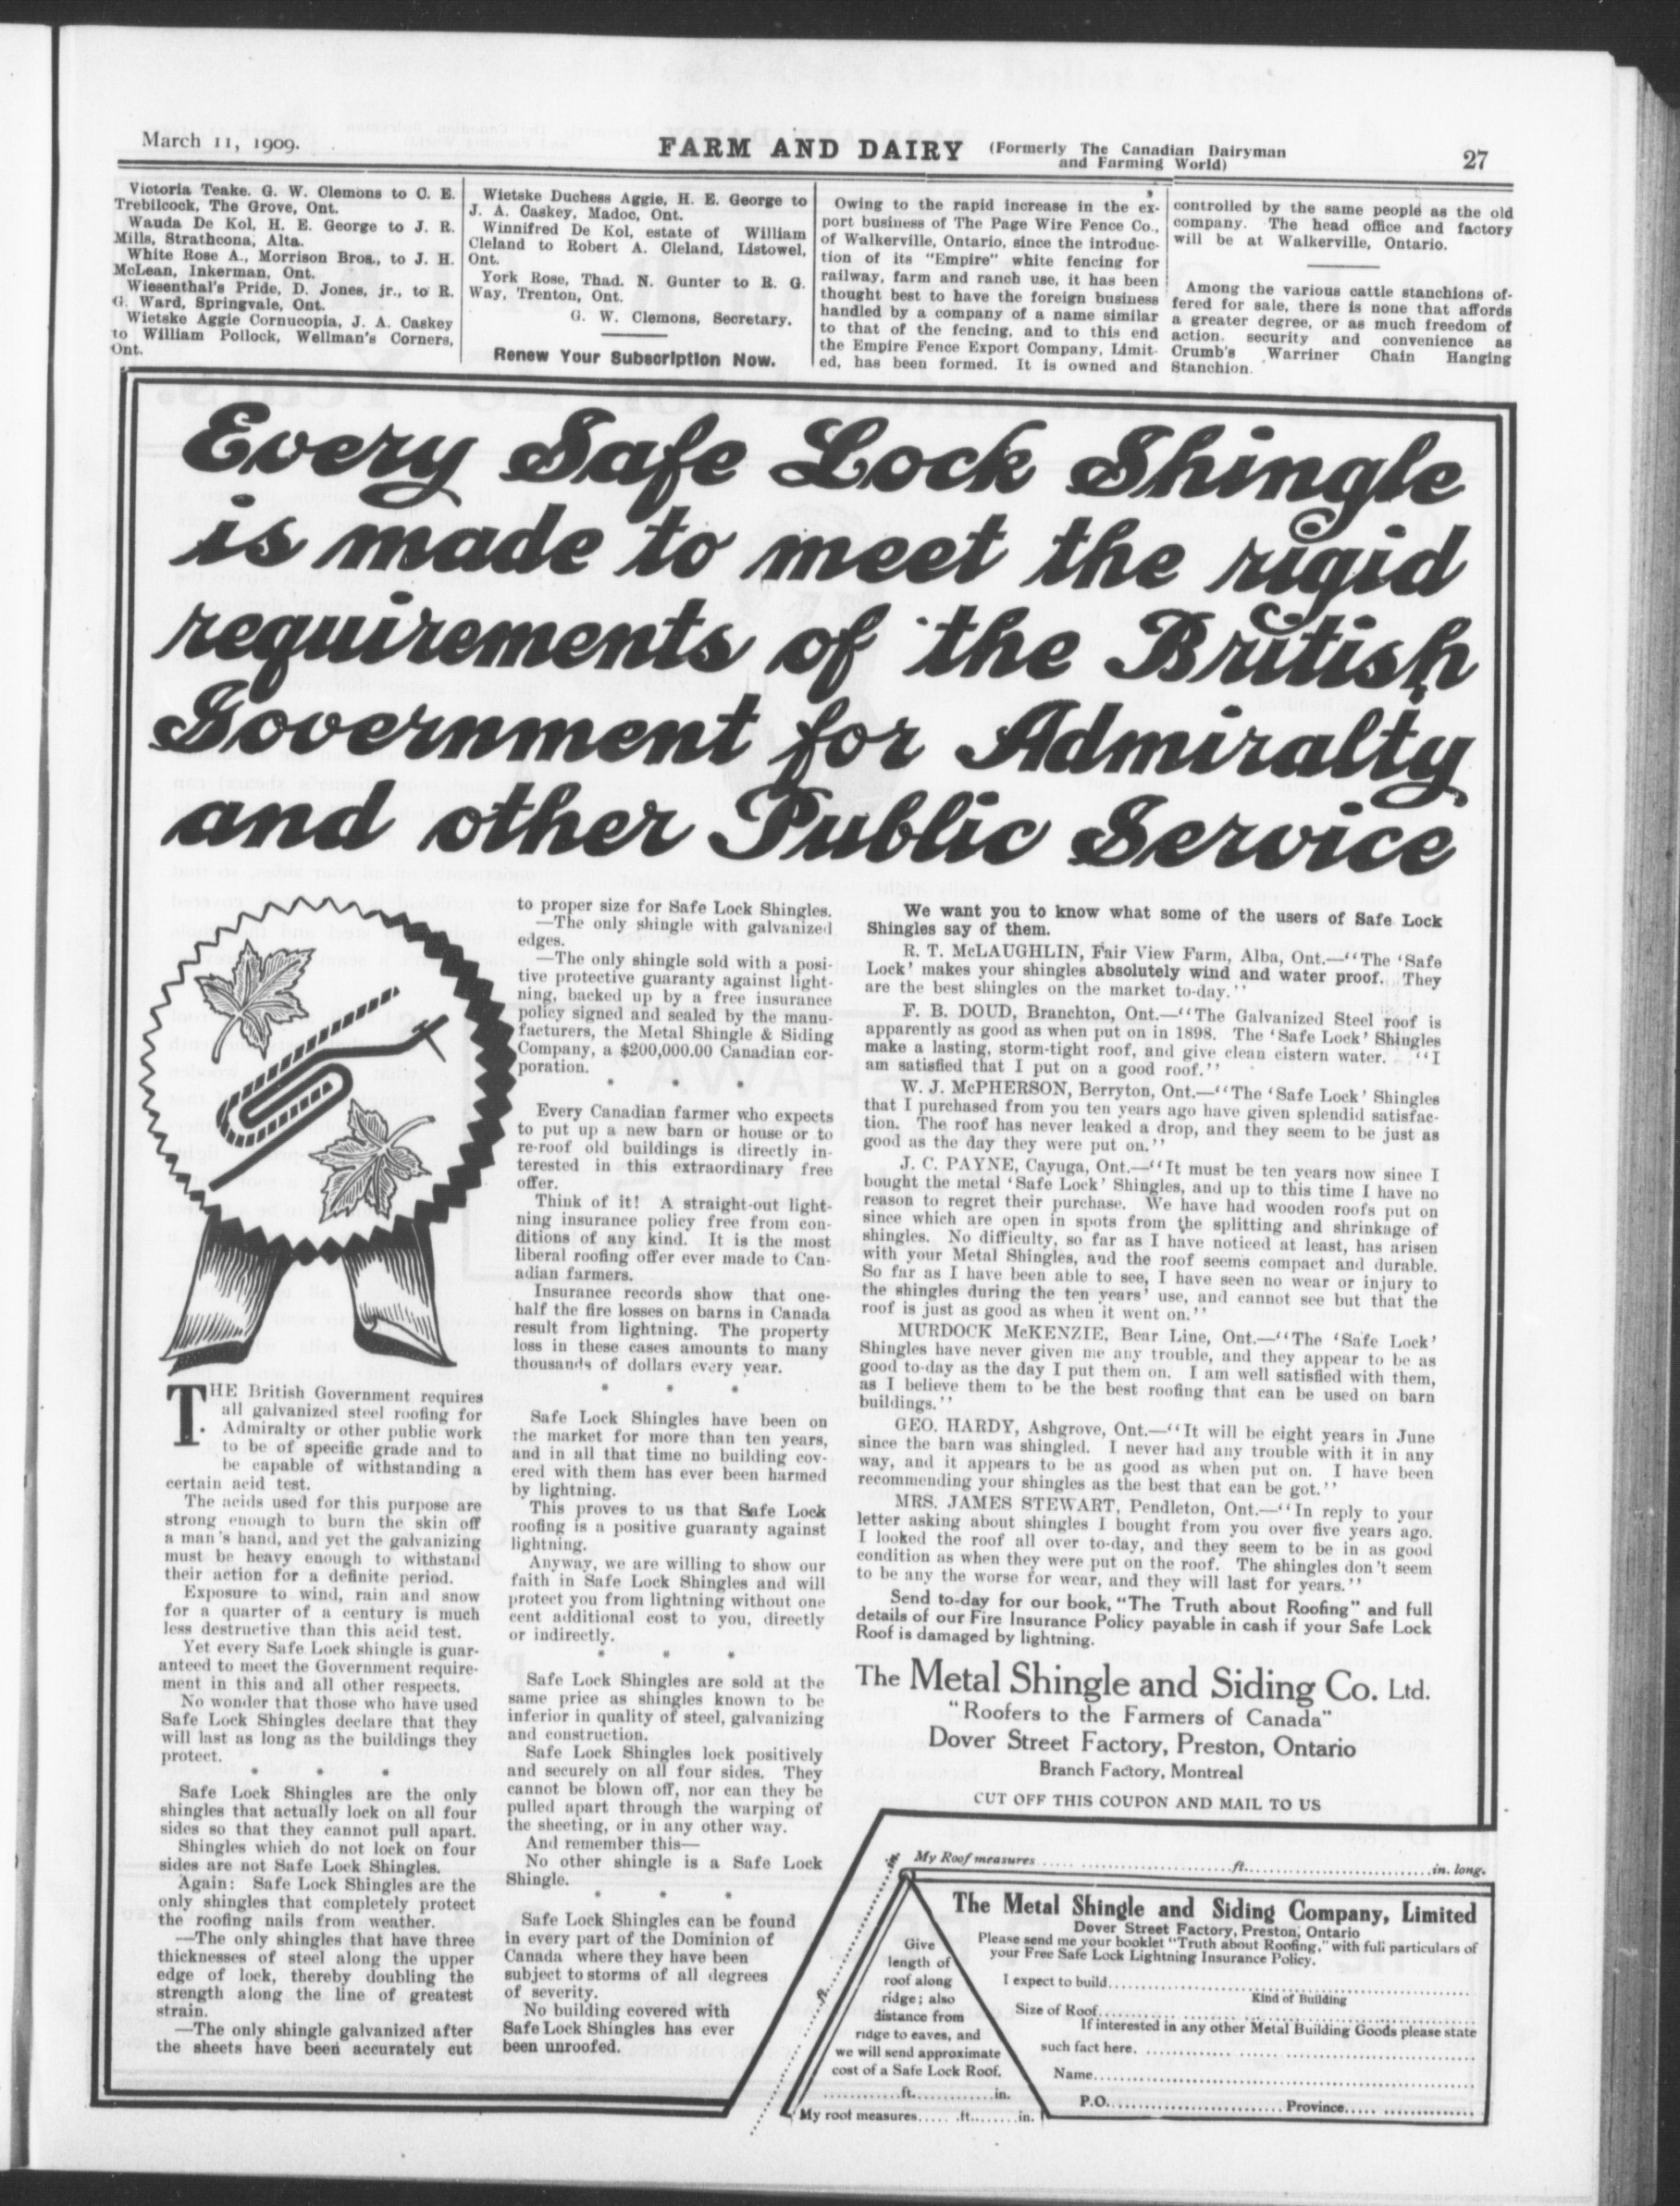 March 11, 1909.
FARM AND DAIRY
(Formerly The Canadian Dairyman
and Farming World)
27
Victoria Teake. G. W. Clemons to C. E.
Trebilcock, The Grove, Ont.
Wauda De Kol, H. E. George to J. R.
Mills, Strathcona, Alta.
White Rose A., Morrison Bros., to J. H.
McLean, Inkerman, Ont.
Wiesenthal's Pride, D. Jones, jr., to R.
G. Ward, Springvale, Ont.
Wietske Aggie Cornucopia, J. A. Caskey
to William Pollock, Wellman's Corners,
Ont.
Wietske Duchess Aggie, H. E. George to
J. A. Caskey, Madoc, Ont.
Winnifred De Kol, estate of William
Cleland to Robert A. Cleland, Listowel,
Ont.
York Rose, Thad. N. Gunter to R. G.
Way, Trenton, Ont.
G. W. Clemons, Secretary.
Renew Your Subscription Now.
Owing to the rapid increase in the ex-
port business of The Page Wire Fence Co.,
of Walkerville, Ontario, since the introduc-
tion of its "Empire" white fencing for
railway, farm and ranch use, it has been
thought best to have the foreign business
handled by a company of a name similar
to that of the fencing, and to this end
the Empire Fence Export Company, Limit-
ed, has been formed. It is owned and
controlled by the same people as the old
company. The head office and factory
will be at Walkerville, Ontario.
Among the various cattle stanchions of-
fered for sale, there is none that affords
a greater degree, or as much freedom of
action. security and convenience as
Crumb's Warriner Chain Hanging
Stanchion.
Every Safe Lock Shingle
is made to meet the rigid
requirements of the British
Government for Admiralty
and other Public Service
THE British Government requires
all galvanized steel roofing for
Admiralty or other public work
to be of specific grade and to
be capable of withstanding a
certain acid test.
The acids used for this purpose are
strong enough to burn the skin off
a man's hand, and yet the galvanizing
must be heavy enough to withstand
their action for a definite period.
Exposure to wind, rain and snow
for a quarter of a century is much
less destructive than this acid test.
Yet every Safe Lock shingle is guar-
anteed to meet the Government require-
ment in this and all other respects.
No wonder that those who have used
Safe Lock Shingles declare that they
will last as long as the buildings they
protect.
* * *
Safe Lock Shingles are the only
shingles that actually lock on all four
sides so that they cannot pull apart.
Shingles which do not lock on four
sides are not Safe Lock Shingles.
Again: Safe Lock Shingles are the
only shingles that completely protect
the roofing nails from weather.
—The only shingles that have three
thicknesses of steel along the upper
edge of lock, thereby doubling the
strength along the line of greatest
strain.
—The only shingle galvanized after
the sheets have been accurately cut
to proper size for Safe Lock Shingles.
—The only shingle with galvanized
edges.
—The only shingle sold with a posi-
tive protective guaranty against light-
ning, backed up by a free insurance
policy signed and sealed by the manu-
facturers, the Metal Shingle & Siding
Company, a $200,000.00 Canadian cor-
poration.
* * *
Every Canadian farmer who expects
to put up a new barn or house or to
re-roof old buildings is directly in-
terested in this extraordinary free
offer.
Think of it! A straight-out light-
ning insurance policy free from con-
ditions of any kind. It is the most
liberal roofing offer ever made to Can-
adian farmers.
Insurance records show that one-
half the fire losses on barns in Canada
result from lightning. The property
loss in these cases amounts to many
thousands of dollars every year.
* * *
Safe Lock Shingles have been on
the market for more than ten years,
and in all that time no building cov-
ered with them has ever been harmed
by lightning.
This proves to us that Safe Lock
roofing is a positive guaranty against
lightning.
Anyway, we are willing to show our
faith in Safe Lock Shingles and will
protect you from lightning without one
cent additional cost to you, directly
or indirectly.
* * *
Safe Lock Shingles are sold at the
same price as shingles known to be
inferior in quality of steel, galvanizing
and construction.
Safe Lock Shingles lock positively
and securely on all four sides. They
cannot be blown off, nor can they be
pulled apart through the warping of
the sheeting, or in any other way.
And remember this—
No other shingle is a Safe Lock
Shingle.
* * *
Safe Lock Shingles can be found
in every part of the Dominion of
Canada where they have been
subject to storms of all degrees
of severity.
No building covered with
Safe Lock Shingles has ever
been unroofed.
We want you to know what some of the users of Safe Lock
Shingles say of them.
R. T. McLAUGHLIN, Fair View Farm, Alba, Ont.—"The 'Safe
Lock' makes your shingles absolutely wind and water proof. They
are the best shingles on the market to-day."
F. B. DOUD, Branchton, Ont.—"The Galvanized Steel roof is
apparently as good as when put on in 1898. The 'Safe Lock' Shingles
make a lasting, storm-tight roof, and give clean cistern water. "I
am satisfied that I put on a good roof."
W. J. McPHERSON, Berryton, Ont.—"The 'Safe Lock' Shingles
that I purchased from you ten years ago have given splendid satisfac-
tion. The roof has never leaked a drop, and they seem to be just as
good as the day they were put on."
J. C. PAYNE, Cayuga, Ont.—"It must be ten years now since I
bought the metal 'Safe Lock' Shingles, and up to this time I have no
reason to regret their purchase. We have had wooden roofs put on
since which are open in spots from the splitting and shrinkage of
shingles. No difficulty, so far as I have noticed at least, has arisen
with your Metal Shingles, and the roof seems compact and durable.
So far as I have been able to see, I have seen no wear or injury to
the shingles during the ten years' use, and cannot see but that the
roof is just as good as when it went on."
MURDOCK McKENZIE, Bear Line, Ont.—"The 'Safe Lock'
Shingles have never given me any trouble, and they appear to be as
good to-day as the day I put them on. I am well satisfied with them,
as I believe them to be the best roofing that can be used on barn
buildings."
GEO. HARDY, Ashgrove, Ont.—"It will be eight years in June
since the barn was shingled. I never had any trouble with it in any
way, and it appears to be as good as when put on. I have been
recommending your shingles as the best that can be got."
MRS. JAMES STEWART, Pendleton, Ont.—"In reply to your
letter asking about shingles I bought from you over five years ago.
I looked the roof all over to-day, and they seem to be in as good
condition as when they were put on the roof. The shingles don't seem
to be any the worse for wear, and they will last for years."
Send to-day for our book, "The Truth about Roofing" and full
details of our Fire Insurance Policy payable in cash if your Safe Lock
Roof is damaged by lightning.
The Metal Shingle and Siding Co. Ltd.
"Roofers to the Farmers of Canada"
Dover Street Factory, Preston, Ontario
Branch Factory, Montreal
CUT OFF THIS COUPON AND MAIL TO US
My Roof measures..... ......................ft..........................in. long.
in.
ft.
Give
length of
roof along
ridge; also
distance from
ridge to eaves, and
we will send approximate
cost of a Safe Lock Roof.
............ft............in.
My roof measures..... .ft........in.
The Metal Shingle and Siding Company, Limited
Dover Street Factory, Preston, Ontario
Please send me your booklet "Truth about Roofing," with full particulars of
your Free Safe Lock Lightning Insurance Policy.
I expect to build..........................................................
Kind of Building
Size of Roof..........................................................
If interested in any other Metal Building Goods please state
such fact here. ..........................................................
Name..........................................................
P.O............................ Province..... ..............